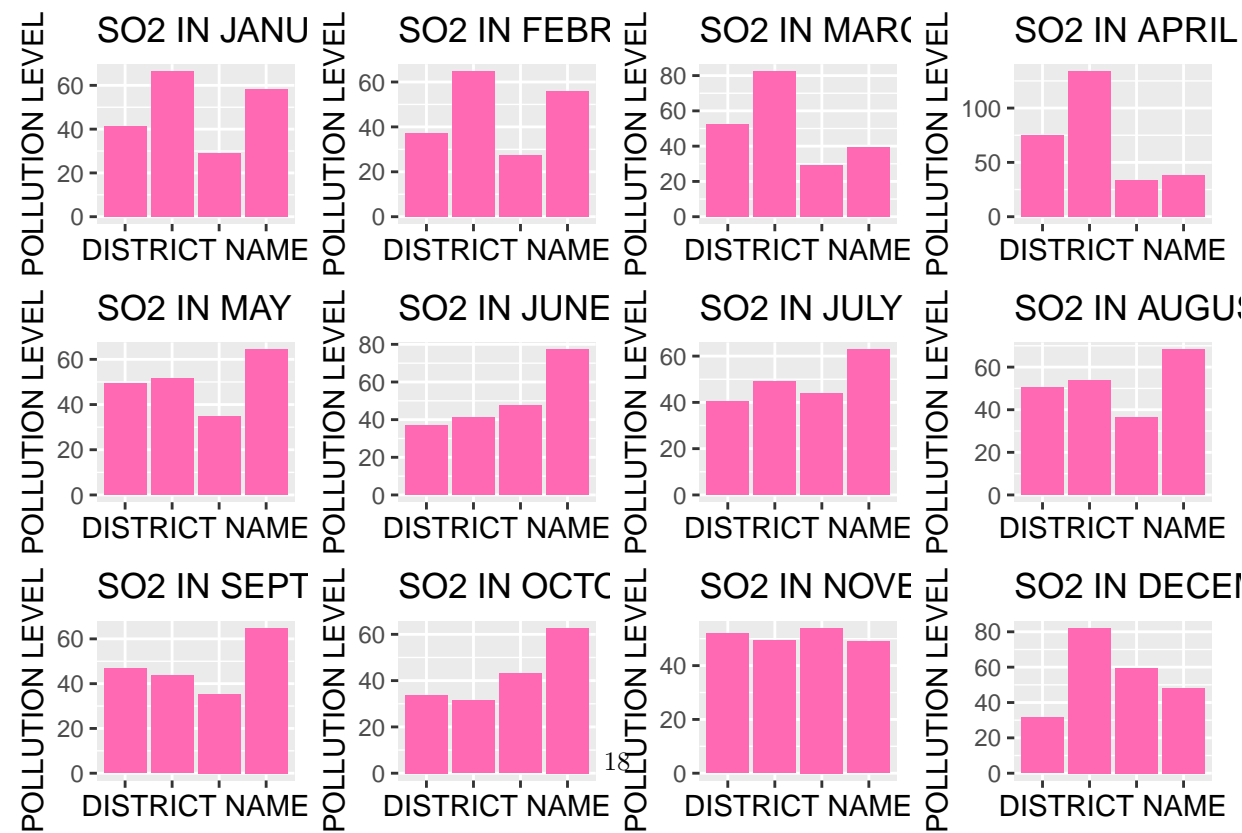 SO2 IN JANU
POLLUTION LEVEL
60
40
20
0
DISTRICT NAME
SO2 IN FEBR
POLLUTION LEVEL
60
40
20
0
DISTRICT NAME
SO2 IN MARC
POLLUTION LEVEL
80
60
40
20
0
DISTRICT NAME
SO2 IN APRIL
POLLUTION LEVEL
100
50
0
DISTRICT NAME
SO2 IN MAY
POLLUTION LEVEL
60
40
20
0
DISTRICT NAME
SO2 IN JUNE
POLLUTION LEVEL
80
60
40
20
0
DISTRICT NAME
SO2 IN JULY
POLLUTION LEVEL
60
40
20
0
DISTRICT NAME
SO2 IN AUGUS
POLLUTION LEVEL
60
40
20
0
DISTRICT NAME
SO2 IN SEPT
POLLUTION LEVEL
60
40
20
0
DISTRICT NAME
SO2 IN OCTO
POLLUTION LEVEL
60
40
20
0
DISTRICT NAME
SO2 IN NOVE
POLLUTION LEVEL
40
20
0
DISTRICT NAME
SO2 IN DECEM
POLLUTION LEVEL
80
60
40
20
0
DISTRICT NAME
18